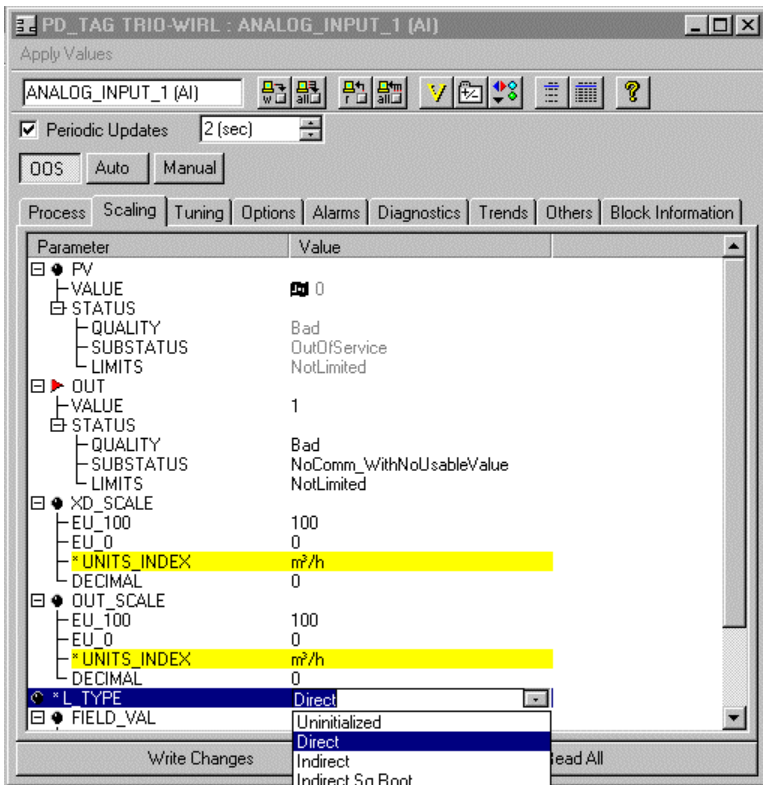 PD_TAG TRIO-WIRL : ANALOG_INPUT_1 (AI)
Apply Values
ANALOG_INPUT_1 (AI)
w all r all ?
Periodic Updates 2 (sec)
OOS Auto Manual
Process Scaling Tuning Options Alarms Diagnostics Trends Others Block Information
Parameter Value
PV
VALUE 0
STATUS
QUALITY Bad
SUBSTATUS OutOfService
LIMITS NotLimited
OUT
VALUE 1
STATUS
QUALITY Bad
SUBSTATUS NoComm_WithNoUsableValue
LIMITS NotLimited
XD_SCALE
EU_100 100
EU_0 0
* UNITS_INDEX m³/h
DECIMAL 0
OUT_SCALE
EU_100 100
EU_0 0
* UNITS_INDEX m³/h
DECIMAL 0
* L_TYPE Direct
FIELD_VAL Uninitialized
Direct
Write Changes Indirect ead All
Indirect Sq Root